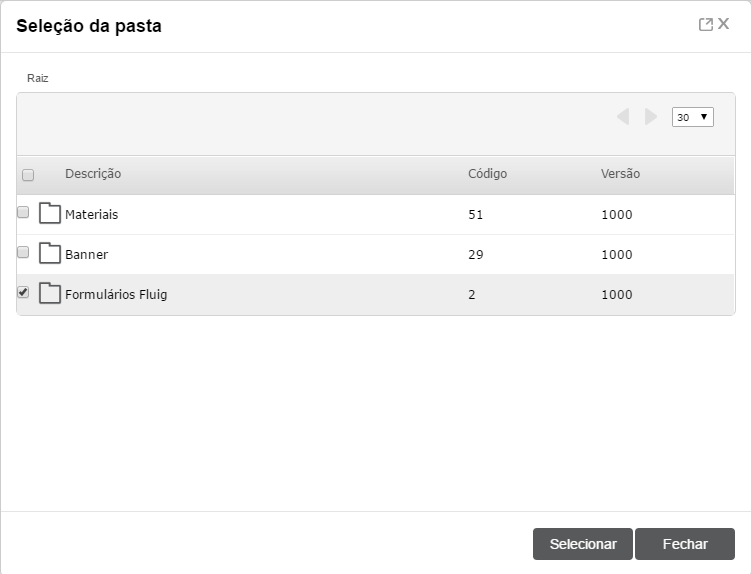 Seleção da pasta
Raiz
30
Descrição Código Versão
Materiais 51 1000
Banner 29 1000
Formulários Fluig 2 1000
Selecionar Fechar